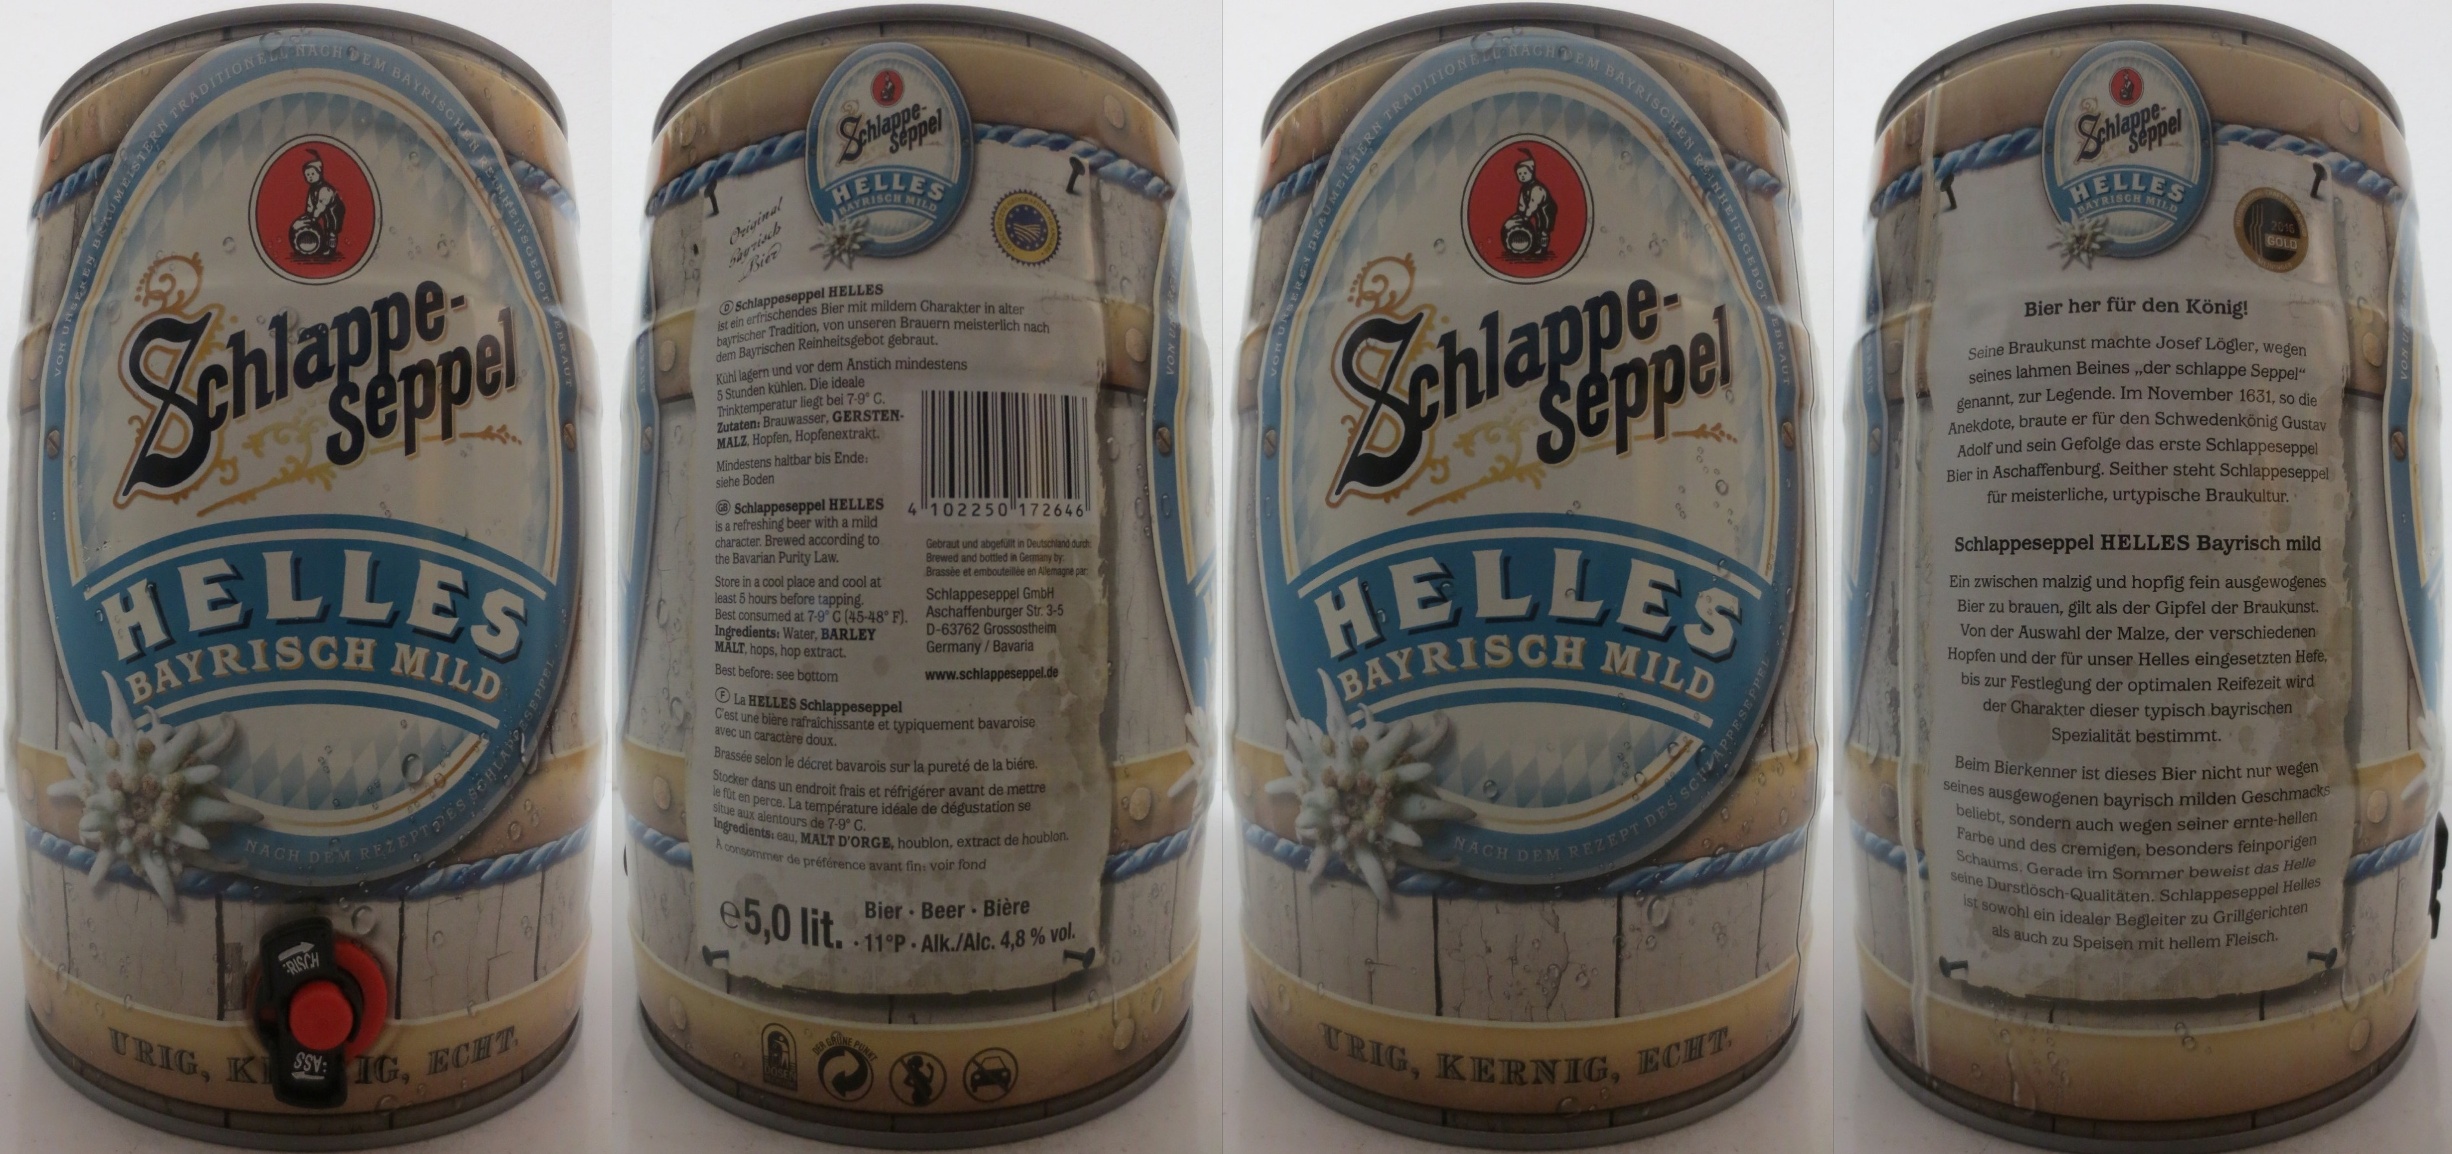 VON UNSEREN BRAUMEISTERN TRADITIONELL NACH DEM BAYRISCHEN REINHEITSGEBOT GEBRAUT
Schlappe-
seppel
HELLES
BAYRISCH MILD
NACH DEM REZEPT DES SCHLAPPESEPPEL
URIG, KE IG, ECHT.
Schlappe-
seppel
HELLES
BAYRISCH MILD
Original
Bayrisch
Bier
D Schlappeseppel HELLES
ist ein erfrischendes Bier mit mildem Charakter in alter
bayrischer Tradition, von unseren Brauern meisterlich nach
dem Bayrischen Reinheitsgebot gebraut.
Kühl lagern und vor dem Anstich mindestens
5 Stunden kühlen. Die ideale
Trinktemperatur liegt bei 7-9° C.
Zutaten: Brauwasser, GERSTEN-
MALZ, Hopfen, Hopfenextrakt.
Mindestens haltbar bis Ende:
siehe Boden
GB Schlappeseppel HELLES
is a refreshing beer with a mild
character. Brewed according to
the Bavarian Purity Law.
Store in a cool place and cool at
least 5 hours before tapping.
Best consumed at 7-9° C (45-48° F).
Ingredients: Water, BARLEY
MALT, hops, hop extract.
Best before: see bottom
4 102250 172646
Gebraut und abgefüllt in Deutschland durch:
Brewed and bottled in Germany by:
Brassée et embouteillée en Allemagne par:
Schlappeseppel GmbH
Aschaffenburger Str. 3-5
D-63762 Grossostheim
Germany / Bavaria
www.schlappeseppel.de
F La HELLES Schlappeseppel
C'est une bière rafraîchissante et typiquement bavaroise
avec un caractère doux.
Brassée selon le décret bavarois sur la pureté de la biére.
Stocker dans un endroit frais et réfrigérer avant de mettre
le fût en perce. La température idéale de dégustation se
situe aux alentours de 7-9° C.
Ingredients: eau, MALT D'ORGE, houblon, extract de houblon.
A consommer de préférence avant fin: voir fond
e 5,0 lit.
Bier · Beer · Bière
· 11°P · Alk./Alc. 4,8 % vol.
DER GRÜNE PUNKT
VON UNSEREN BRAUMEISTERN TRADITIONELL NACH DEM BAYRISCHEN REINHEITSGEBOT GEBRAUT
Schlappe-
seppel
HELLES
BAYRISCH MILD
NACH DEM REZEPT DES SCHLAPPESEPPEL
URIG, KERNIG, ECHT.
Schlappe-
seppel
HELLES
BAYRISCH MILD
2016
GOLD
Bier her für den König!
Seine Braukunst machte Josef Lögler, wegen
seines lahmen Beines „der schlappe Seppel“
genannt, zur Legende. Im November 1631, so die
Anekdote, braute er für den Schwedenkönig Gustav
Adolf und sein Gefolge das erste Schlappeseppel
Bier in Aschaffenburg. Seither steht Schlappeseppel
für meisterliche, urtypische Braukultur.
Schlappeseppel HELLES Bayrisch mild
Ein zwischen malzig und hopfig fein ausgewogenes
Bier zu brauen, gilt als der Gipfel der Braukunst.
Von der Auswahl der Malze, der verschiedenen
Hopfen und der für unser Helles eingesetzten Hefe,
bis zur Festlegung der optimalen Reifezeit wird
der Charakter dieser typisch bayrischen
Spezialität bestimmt.
Beim Bierkenner ist dieses Bier nicht nur wegen
seines ausgewogenen bayrisch milden Geschmacks
beliebt, sondern auch wegen seiner ernte-hellen
Farbe und des cremigen, besonders feinporigen
Schaums. Gerade im Sommer beweist das Helle
seine Durstlösch-Qualitäten. Schlappeseppel Helles
ist sowohl ein idealer Begleiter zu Grillgerichten
als auch zu Speisen mit hellem Fleisch.